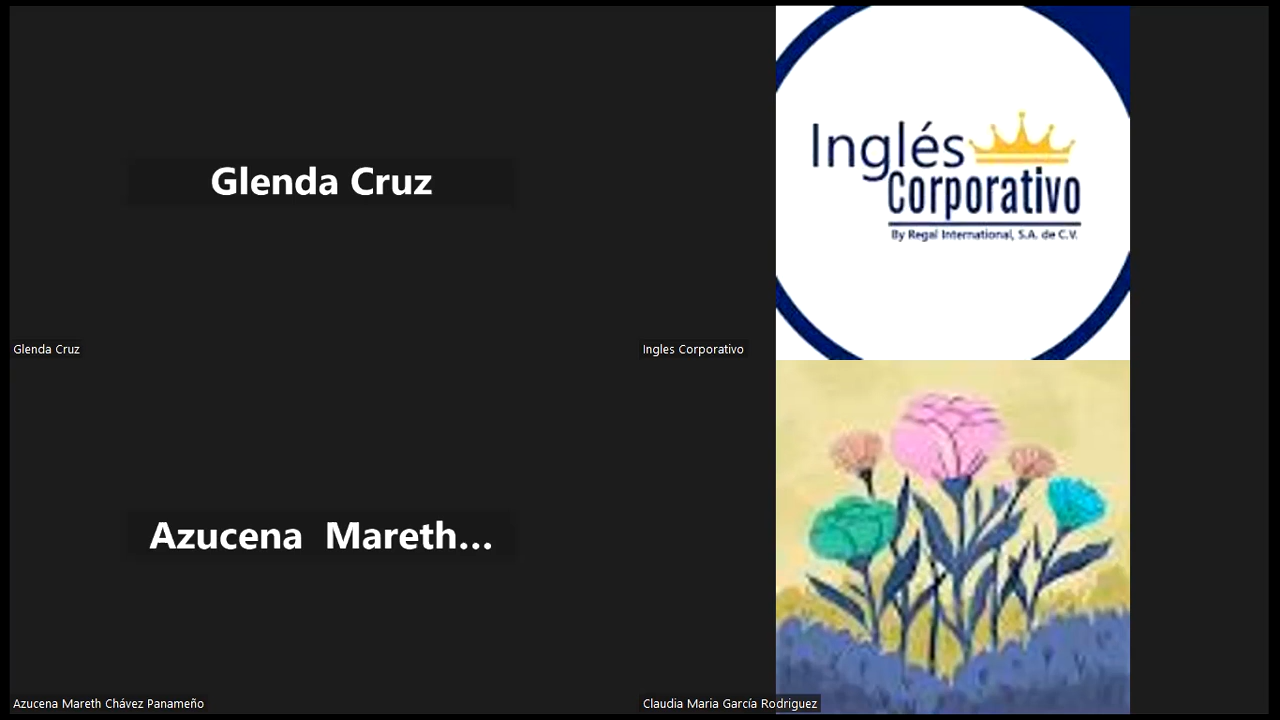 Glenda Cruz
Glenda Cruz
Inglés
Corporativo
By Regal International, S.A. de C.V.
Ingles Corporativo
Azucena  Mareth...
Azucena Mareth Chávez Panameño
Claudia Maria García Rodriguez